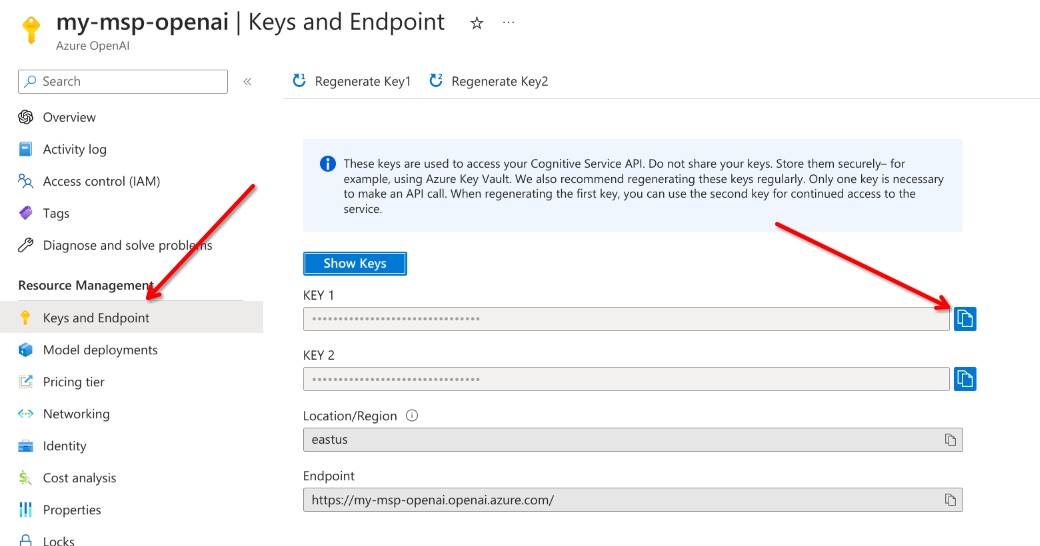 my-msp-openai | Keys and Endpoint
Azure OpenAI
Search
Overview
Activity log
Access control (IAM)
Tags
Diagnose and solve problems
Resource Management
Keys and Endpoint
Model deployments
Pricing tier
Networking
Identity
Cost analysis
Properties
Locks
Regenerate Key1
Regenerate Key2
These keys are used to access your Cognitive Service API. Do not share your keys. Store them securely– for
example, using Azure Key Vault. We also recommend regenerating these keys regularly. Only one key is necessary
to make an API call. When regenerating the first key, you can use the second key for continued access to the
service.
Show Keys
KEY 1
••••••••••••••••••••••••••••••••
KEY 2
••••••••••••••••••••••••••••••••
Location/Region
eastus
Endpoint
https://my-msp-openai.openai.azure.com/